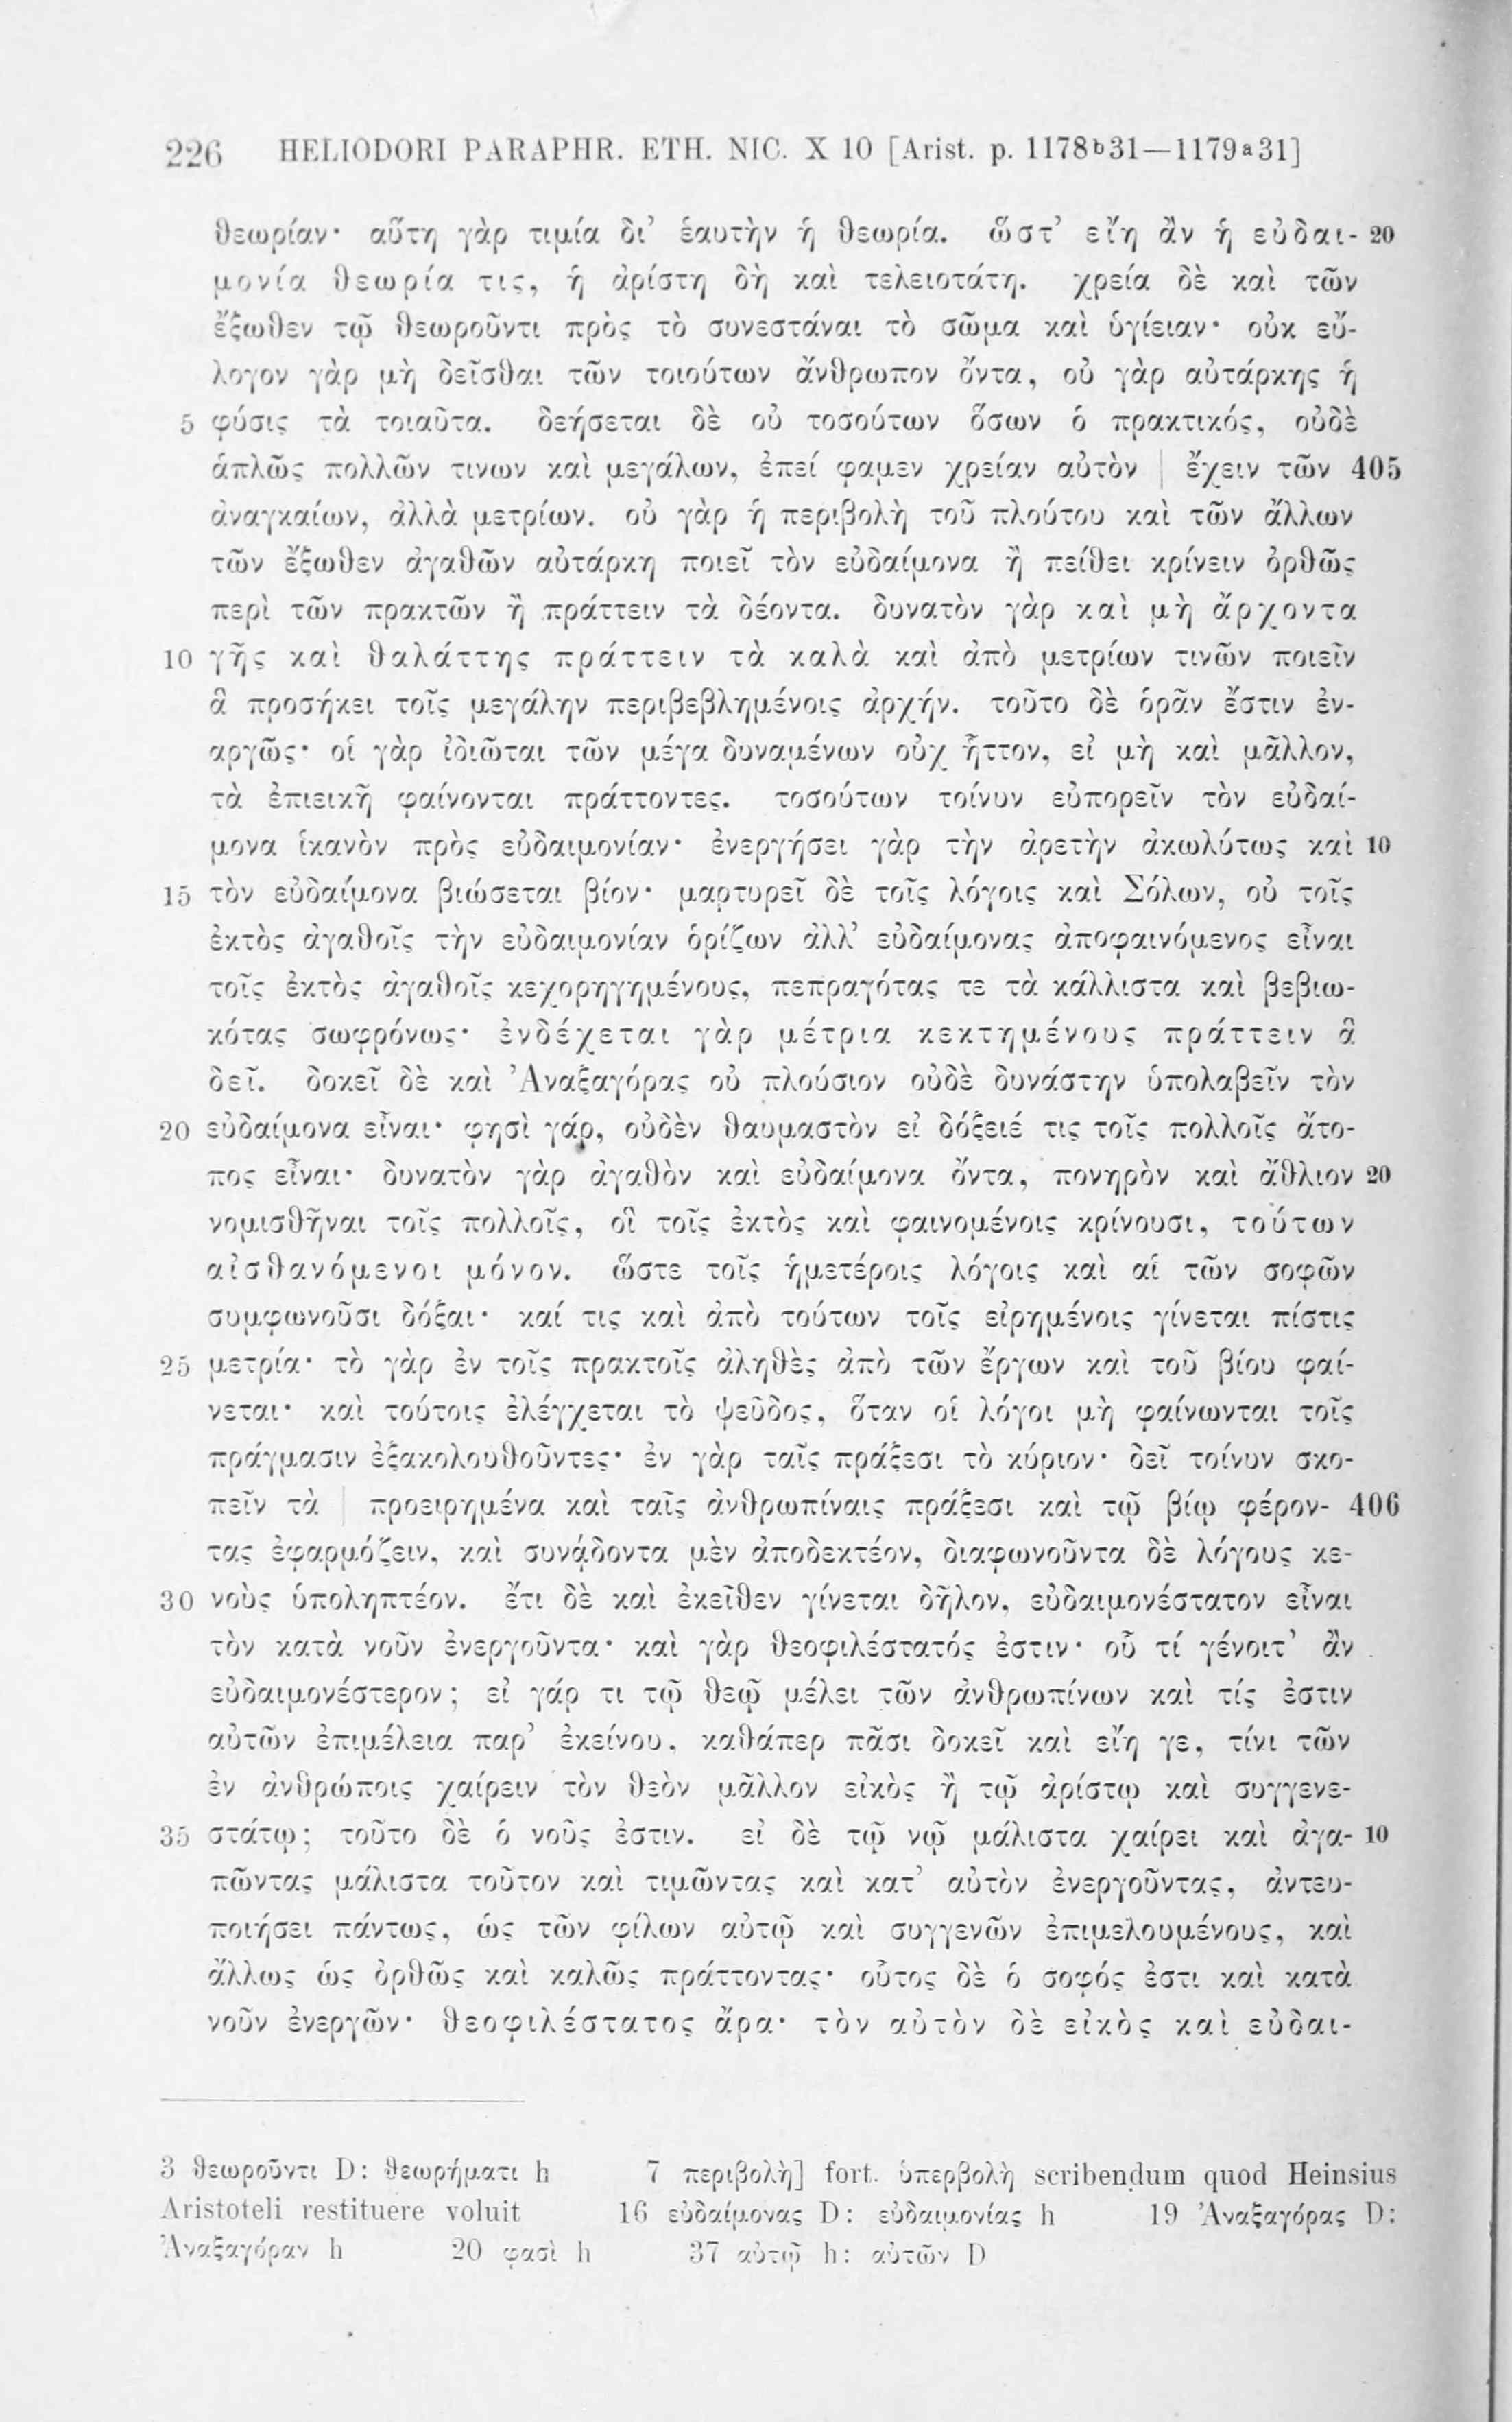 226 HELIODORI PARAPHR. ETH. NIC. X 10 [Arist. p. 1178b31—1179a31]
θεωρίαν· αὕτη γὰρ τιμία δι’ ἑαυτὴν ἡ θεωρία. ὥστ’ εἴη ἂν ἡ εὐδαι- 20
μονία θεωρία τις, ἡ ἀρίστη δὴ καὶ τελειοτάτη. χρεία δὲ καὶ τῶν
ἔξωθεν τῷ θεωροῦντι πρὸς τὸ συνεστάναι τὸ σῶμα καὶ ὑγίειαν· οὐκ εὔ-
λογον γὰρ μὴ δεῖσθαι τῶν τοιούτων ἄνθρωπον ὄντα, οὐ γὰρ αὐτάρκης ἡ
5 φύσις τὰ τοιαῦτα. δεήσεται δὲ οὐ τοσούτων ὅσων ὁ πρακτικός, οὐδὲ
ἁπλῶς πολλῶν τινων καὶ μεγάλων, ἐπεί φαμεν χρείαν αὐτὸν | ἔχειν τῶν 405
ἀναγκαίων, ἀλλὰ μετρίων. οὐ γὰρ ἡ περιβολὴ τοῦ πλούτου καὶ τῶν ἄλλων
τῶν ἔξωθεν ἀγαθῶν αὐτάρκη ποιεῖ τὸν εὐδαίμονα ἢ πείθει κρίνειν ὀρθῶς
περὶ τῶν πρακτῶν ἢ πράττειν τὰ δέοντα. δυνατὸν γὰρ καὶ μὴ ἄρχοντα
10 γῆς καὶ θαλάττης πράττειν τὰ καλὰ καὶ ἀπὸ μετρίων τινῶν ποιεῖν
ἃ προσήκει τοῖς μεγάλην περιβεβλημένοις ἀρχήν. τοῦτο δὲ ὁρᾶν ἔστιν ἐν-
αργῶς· οἱ γὰρ ἰδιῶται τῶν μέγα δυναμένων οὐχ ἧττον, εἰ μὴ καὶ μᾶλλον,
τὰ ἐπιεικῆ φαίνονται πράττοντες. τοσούτων τοίνυν εὐπορεῖν τὸν εὐδαί-
μονα ἱκανὸν πρὸς εὐδαιμονίαν· ἐνεργήσει γὰρ τὴν ἀρετὴν ἀκωλύτως καὶ 10
15 τὸν εὐδαίμονα βιώσεται βίον· μαρτυρεῖ δὲ τοῖς λόγοις καὶ Σόλων, οὐ τοῖς
ἐκτὸς ἀγαθοῖς τὴν εὐδαιμονίαν ὁρίζων ἀλλ’ εὐδαίμονας ἀποφαινόμενος εἶναι
τοῖς ἐκτὸς ἀγαθοῖς κεχορηγημένους, πεπραγότας τε τὰ κάλλιστα καὶ βεβιω-
κότας σωφρόνως· ἐνδέχεται γὰρ μέτρια κεκτημένους πράττειν ἃ
δεῖ. δοκεῖ δὲ καὶ Ἀναξαγόρας οὐ πλούσιον οὐδὲ δυνάστην ὑπολαβεῖν τὸν
20 εὐδαίμονα εἶναι· φησὶ γάρ, οὐδὲν θαυμαστὸν εἰ δόξειέ τις τοῖς πολλοῖς ἄτο-
πος εἶναι· δυνατὸν γὰρ ἀγαθὸν καὶ εὐδαίμονα ὄντα, πονηρὸν καὶ ἄθλιον 20
νομισθῆναι τοῖς πολλοῖς, οἳ τοῖς ἐκτὸς καὶ φαινομένοις κρίνουσι, τούτων
αἰσθανόμενοι μόνον. ὥστε τοῖς ἡμετέροις λόγοις καὶ αἱ τῶν σοφῶν
συμφωνοῦσι δόξαι· καί τις καὶ ἀπὸ τούτων τοῖς εἰρημένοις γίνεται πίστις
25 μετρία· τὸ γὰρ ἐν τοῖς πρακτοῖς ἀληθὲς ἀπὸ τῶν ἔργων καὶ τοῦ βίου φαί-
νεται· καὶ τούτοις ἐλέγχεται τὸ ψεῦδος, ὅταν οἱ λόγοι μὴ φαίνωνται τοῖς
πράγμασιν ἐξακολουθοῦντες· ἐν γὰρ ταῖς πράξεσι τὸ κύριον· δεῖ τοίνυν σκο-
πεῖν τὰ | προειρημένα καὶ ταῖς ἀνθρωπίναις πράξεσι καὶ τῷ βίῳ φέρον- 406
τας ἐφαρμόζειν, καὶ συνᾴδοντα μὲν ἀποδεκτέον, διαφωνοῦντα δὲ λόγους κε-
30 νοὺς ὑποληπτέον. ἔτι δὲ καὶ ἐκεῖθεν γίνεται δῆλον, εὐδαιμονέστατον εἶναι
τὸν κατὰ νοῦν ἐνεργοῦντα· καὶ γὰρ θεοφιλέστατός ἐστιν· οὗ τί γένοιτ’ ἂν
εὐδαιμονέστερον; εἰ γάρ τι τῷ θεῷ μέλει τῶν ἀνθρωπίνων καὶ τίς ἐστιν
αὐτῶν ἐπιμέλεια παρ’ ἐκείνου, καθάπερ πᾶσι δοκεῖ καὶ εἴη γε, τίνι τῶν
ἐν ἀνθρώποις χαίρειν τὸν θεὸν μᾶλλον εἰκὸς ἢ τῷ ἀρίστῳ καὶ συγγενε-
35 στάτῳ; τοῦτο δὲ ὁ νοῦς ἐστιν. εἰ δὲ τῷ νῷ μάλιστα χαίρει καὶ ἀγα- 10
πῶντας μάλιστα τοῦτον καὶ τιμῶντας καὶ κατ’ αὐτὸν ἐνεργοῦντας, ἀντευ-
ποιήσει πάντως, ὡς τῶν φίλων αὐτῷ καὶ συγγενῶν ἐπιμελουμένους, καὶ
ἄλλως ὡς ὀρθῶς καὶ καλῶς πράττοντας· οὗτος δὲ ὁ σοφός ἐστι καὶ κατὰ
νοῦν ἐνεργῶν· θεοφιλέστατος ἄρα· τὸν αὐτὸν δὲ εἰκὸς καὶ εὐδαι-
3 θεωροῦντι D: θεωρήματι h 7 περιβολὴ] fort. ὑπερβολὴ scribendum quod Heinsius
Aristoteli restituere voluit 16 εὐδαίμονας D: εὐδαιμονίας h 19 Ἀναξαγόρας D:
Ἀναξαγόραν h 20 φασὶ h 37 αὐτῷ h: αὐτῶν D